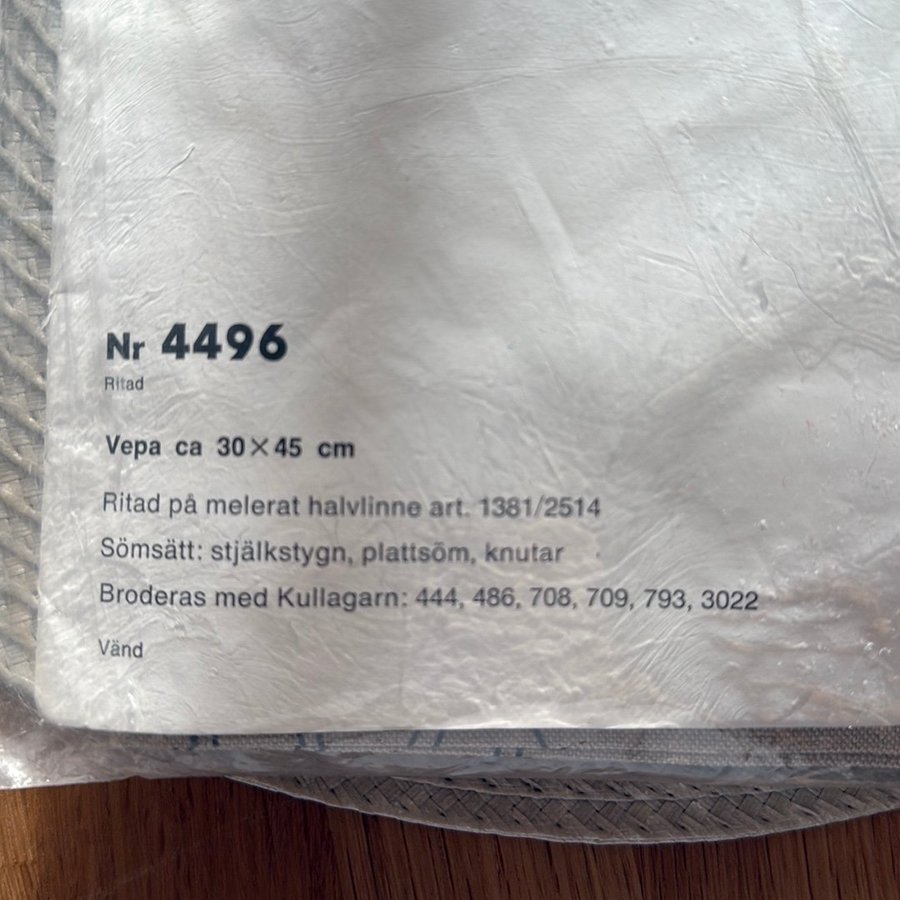 Nr 4496
Ritad
Vepa ca 30×45 cm
Ritad på melerat halvlinne art. 1381/2514
Sömsätt: stjälkstygn, plattsöm, knutar
Broderas med Kullagarn: 444, 486, 708, 709, 793, 3022
Vänd